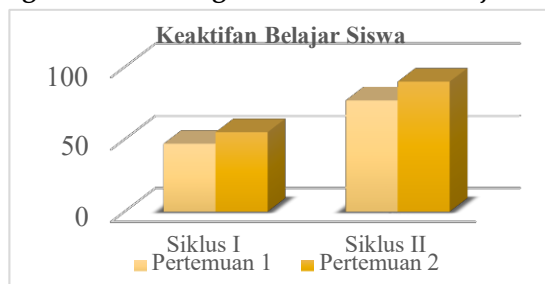 Keaktifan Belajar Siswa
100
50
0
Siklus I Siklus II
Pertemuan 1 Pertemuan 2